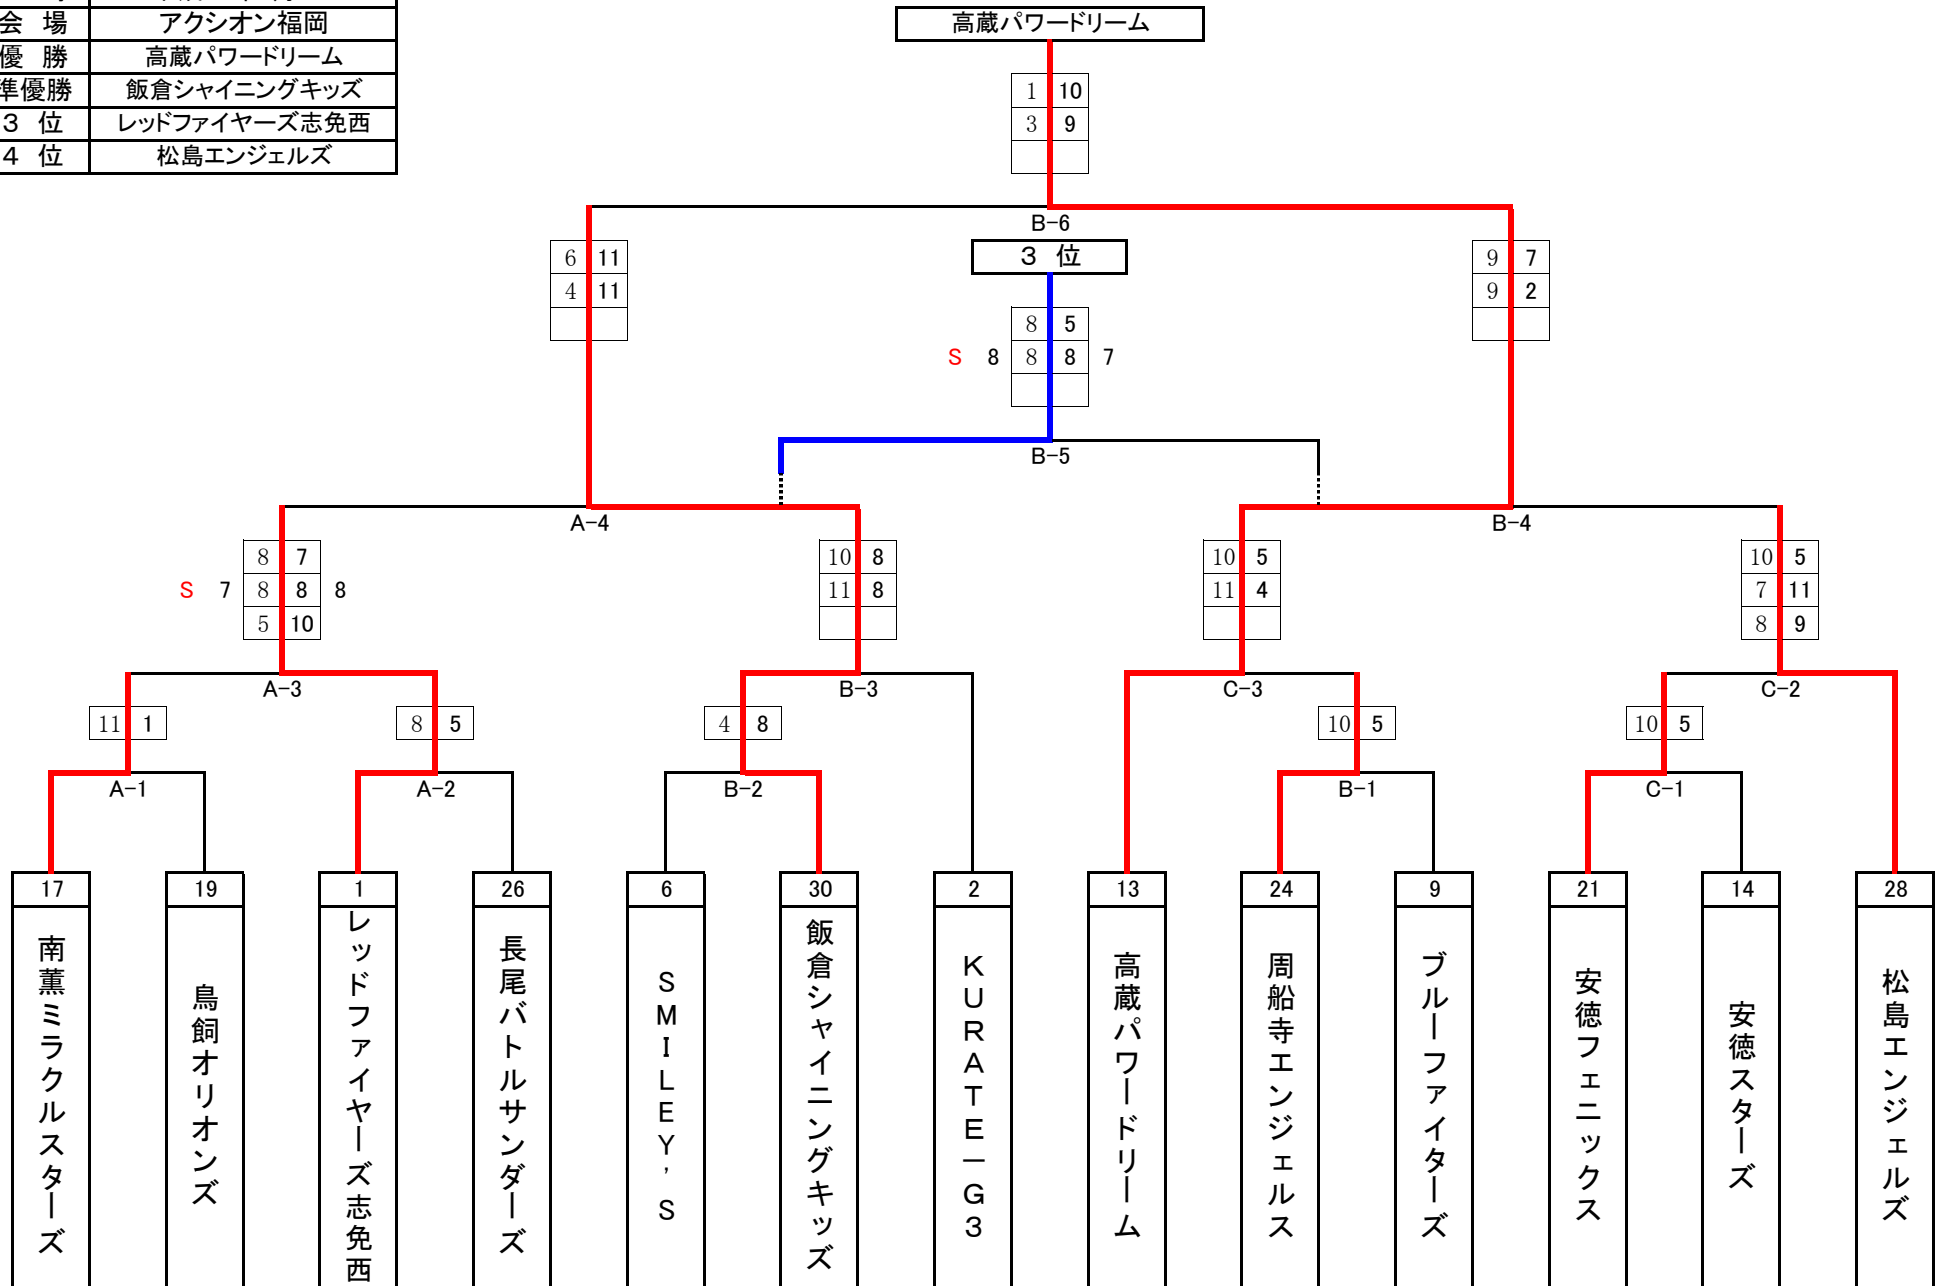 会 場 アクシオン福岡
優 勝 高蔵パワードリーム
準優勝 飯倉シャイニングキッズ
3 位 レッドファイヤーズ志免西
4 位 松島エンジェルズ
高蔵パワードリーム
1 10
3 9
B-6
3 位
6 11
4 11
9 7
9 2
8 5
S 8 8 8 7
B-5
A-4
B-4
8 7
S 7 8 8 8
5 10
10 8
11 8
10 5
11 4
10 5
7 11
8 9
A-3
B-3
C-3
C-2
11 1
8 5
4 8
10 5
10 5
A-1
A-2
B-2
B-1
C-1
17
19
1
26
6
30
2
13
24
9
21
14
28
南薫ミラクルスターズ
鳥飼オリオンズ
レッドファイヤーズ志免西
長尾バトルサンダーズ
SMILEY'S
飯倉シャイニングキッズ
KURATE－G3
高蔵パワードリーム
周船寺エンジェルス
ブルーファイターズ
安徳フェニックス
安徳スターズ
松島エンジェルズ